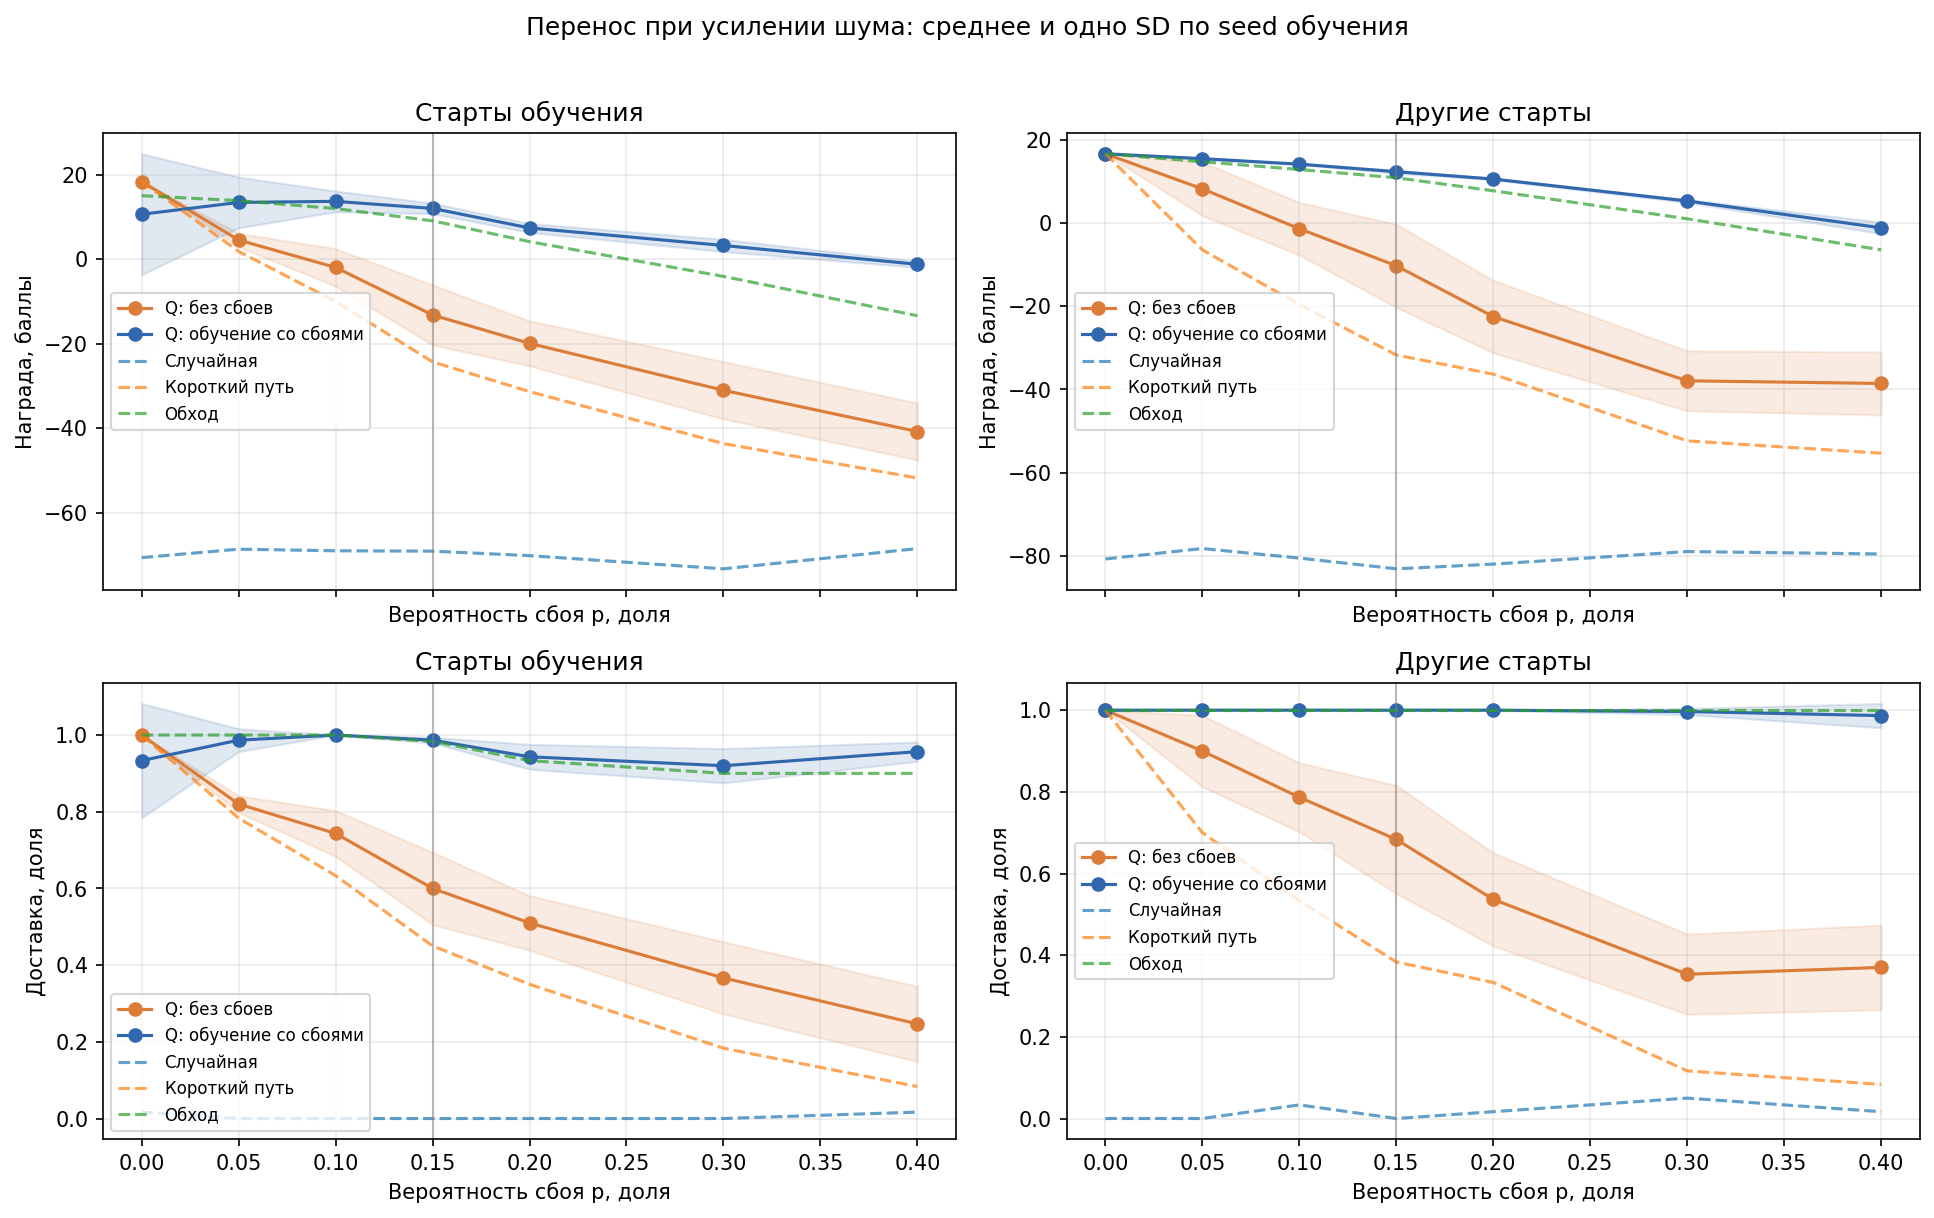 Перенос при усилении шума: среднее и одно SD по seed обучения
Старты обучения
20
0
−20
−40
−60
Награда, баллы
Q: без сбоев
Q: обучение со сбоями
Случайная
Короткий путь
Обход
Вероятность сбоя p, доля
Другие старты
20
0
−20
−40
−60
−80
Награда, баллы
Q: без сбоев
Q: обучение со сбоями
Случайная
Короткий путь
Обход
Вероятность сбоя p, доля
Старты обучения
1.0
0.8
0.6
0.4
0.2
0.0
Доставка, доля
Q: без сбоев
Q: обучение со сбоями
Случайная
Короткий путь
Обход
0.00 0.05 0.10 0.15 0.20 0.25 0.30 0.35 0.40
Вероятность сбоя p, доля
Другие старты
1.0
0.8
0.6
0.4
0.2
0.0
Доставка, доля
Q: без сбоев
Q: обучение со сбоями
Случайная
Короткий путь
Обход
0.00 0.05 0.10 0.15 0.20 0.25 0.30 0.35 0.40
Вероятность сбоя p, доля